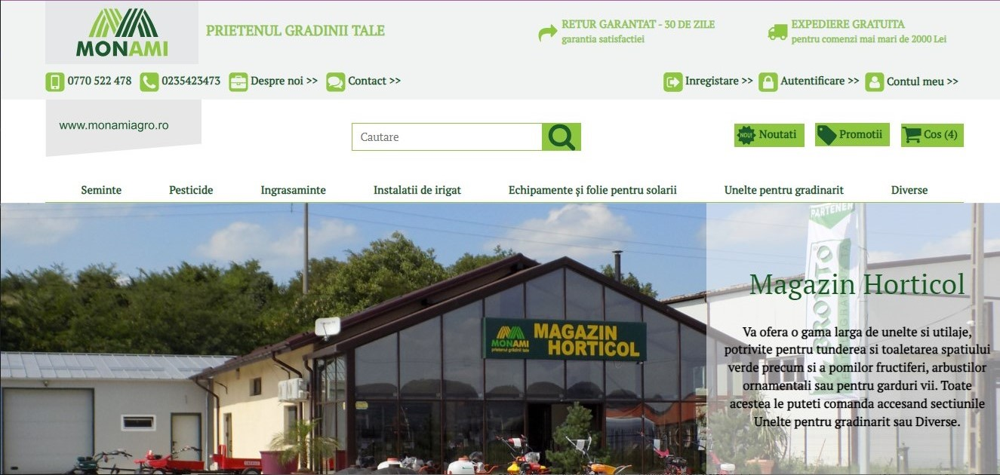 MONAMI
PRIETENUL GRADINII TALE
RETUR GARANTAT - 30 DE ZILE
garantia satisfactiei
EXPEDIERE GRATUITA
pentru comenzi mai mari de 2000 Lei
0770 522 478
0235423473
Despre noi >>
Contact >>
Inregistare >>
Autentificare >>
Contul meu >>
www.monamiagro.ro
Cautare
NOU!
Noutati
Promotii
Cos (4)
Seminte
Pesticide
Ingrasaminte
Instalatii de irigat
Echipamente și folie pentru solarii
Unelte pentru gradinarit
Diverse
PARTENER
MONAMI
prietenul grădinii tale
MAGAZIN
HORTICOL
Magazin Horticol
Va ofera o gama larga de unelte si utilaje,
potrivite pentru tunderea si toaletarea spatiului
verde precum si a pomilor fructiferi, arbustilor
ornamentali sau pentru garduri vii. Toate
acestea le puteti comanda accesand sectiunile
Unelte pentru gradinarit sau Diverse.